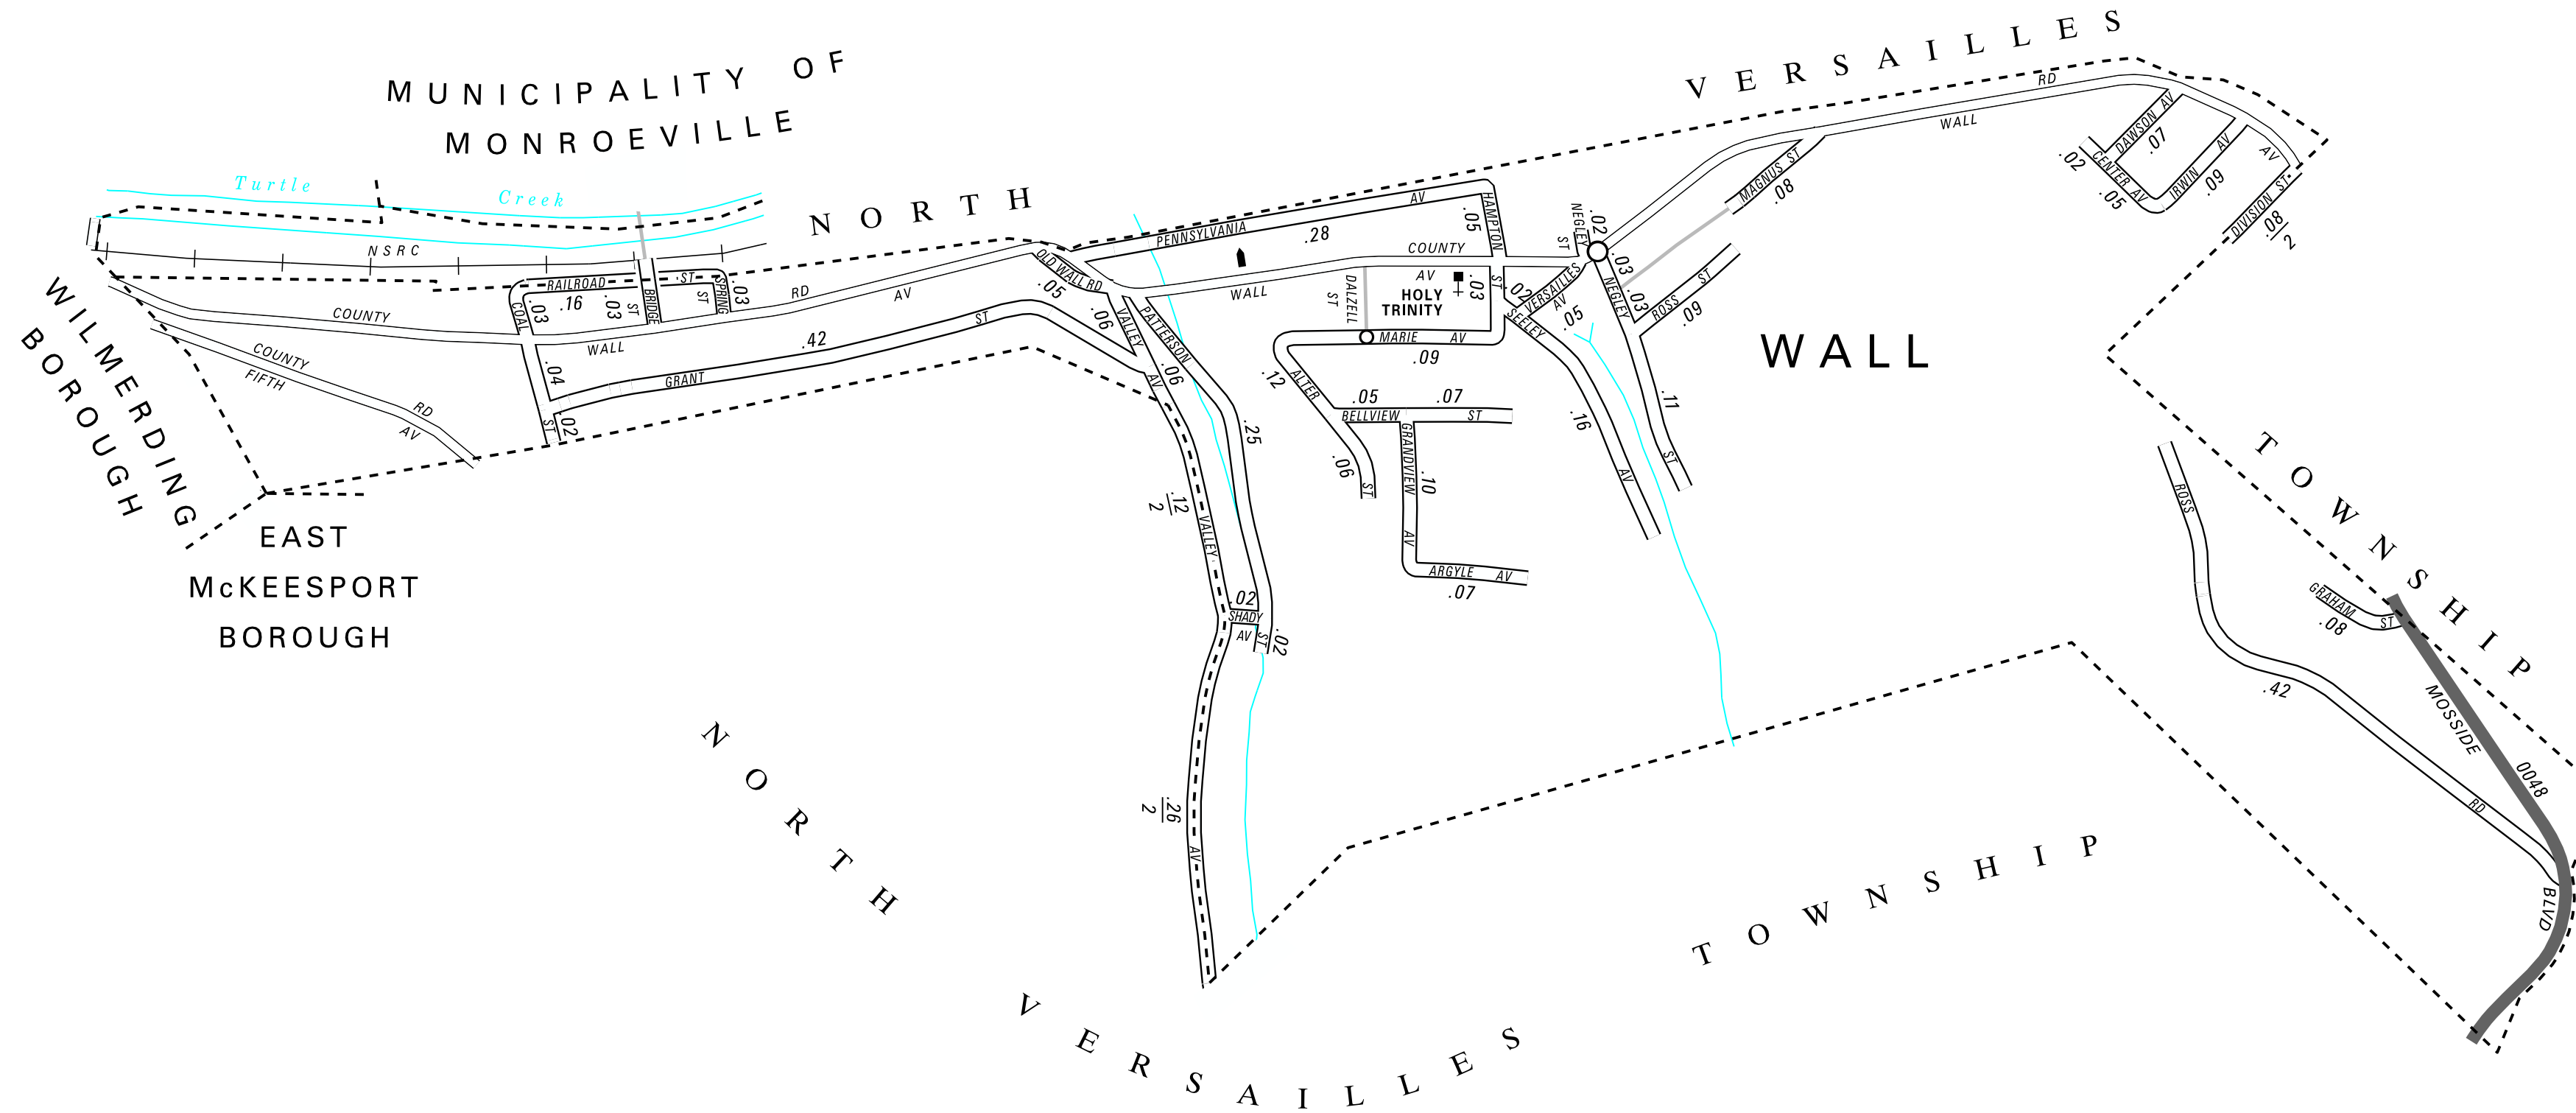 MUNICIPALITY OF
MONROEVILLE
VERSAILLES
NORTH
Turtle
Creek
NSRC
WILMERDING
BOROUGH
EAST
McKEESPORT
BOROUGH
COUNTY
RD
WALL
AV
COUNTY
RD
FIFTH
AV
RAILROAD ST
.16
COAL
.03
.04
ST
.02
BRIDGE
ST
.03
SPRING
ST
.03
GRANT
ST
.42
OLD WALL RD
.05
PENNSYLVANIA
AV
.28
HAMPTON
ST
.05
.03
COUNTY
RD
WALL
AV
HOLY
TRINITY
DALZELL
ST
MARIE AV
.09
VALLEY
AV
.06
.06
PATTERSON
ST
.25
.02
.12
2
VALLEY
AV
.26
2
SHADY
AV
.02
ALTER
ST
.12
.06
BELLVIEW
ST
.05
.07
GRANDVIEW
AV
.10
ARGYLE AV
.07
NEGLEY
ST
.02
.03
.03
NEGLEY
ST
.11
VERSAILLES
AV
.05
.02
SEELEY
AV
.16
ROSS ST
.09
MAGNUS ST
.08
WALL
AV
DAWSON AV
.07
CENTER AV
.02
.05
IRWIN AV
.09
DIVISION ST
.08
2
WALL
TOWNSHIP
ROSS
RD
.42
GRAHAM
ST
.08
MOSSIDE
BLVD
0048
NORTH
VERSAILLES
TOWNSHIP